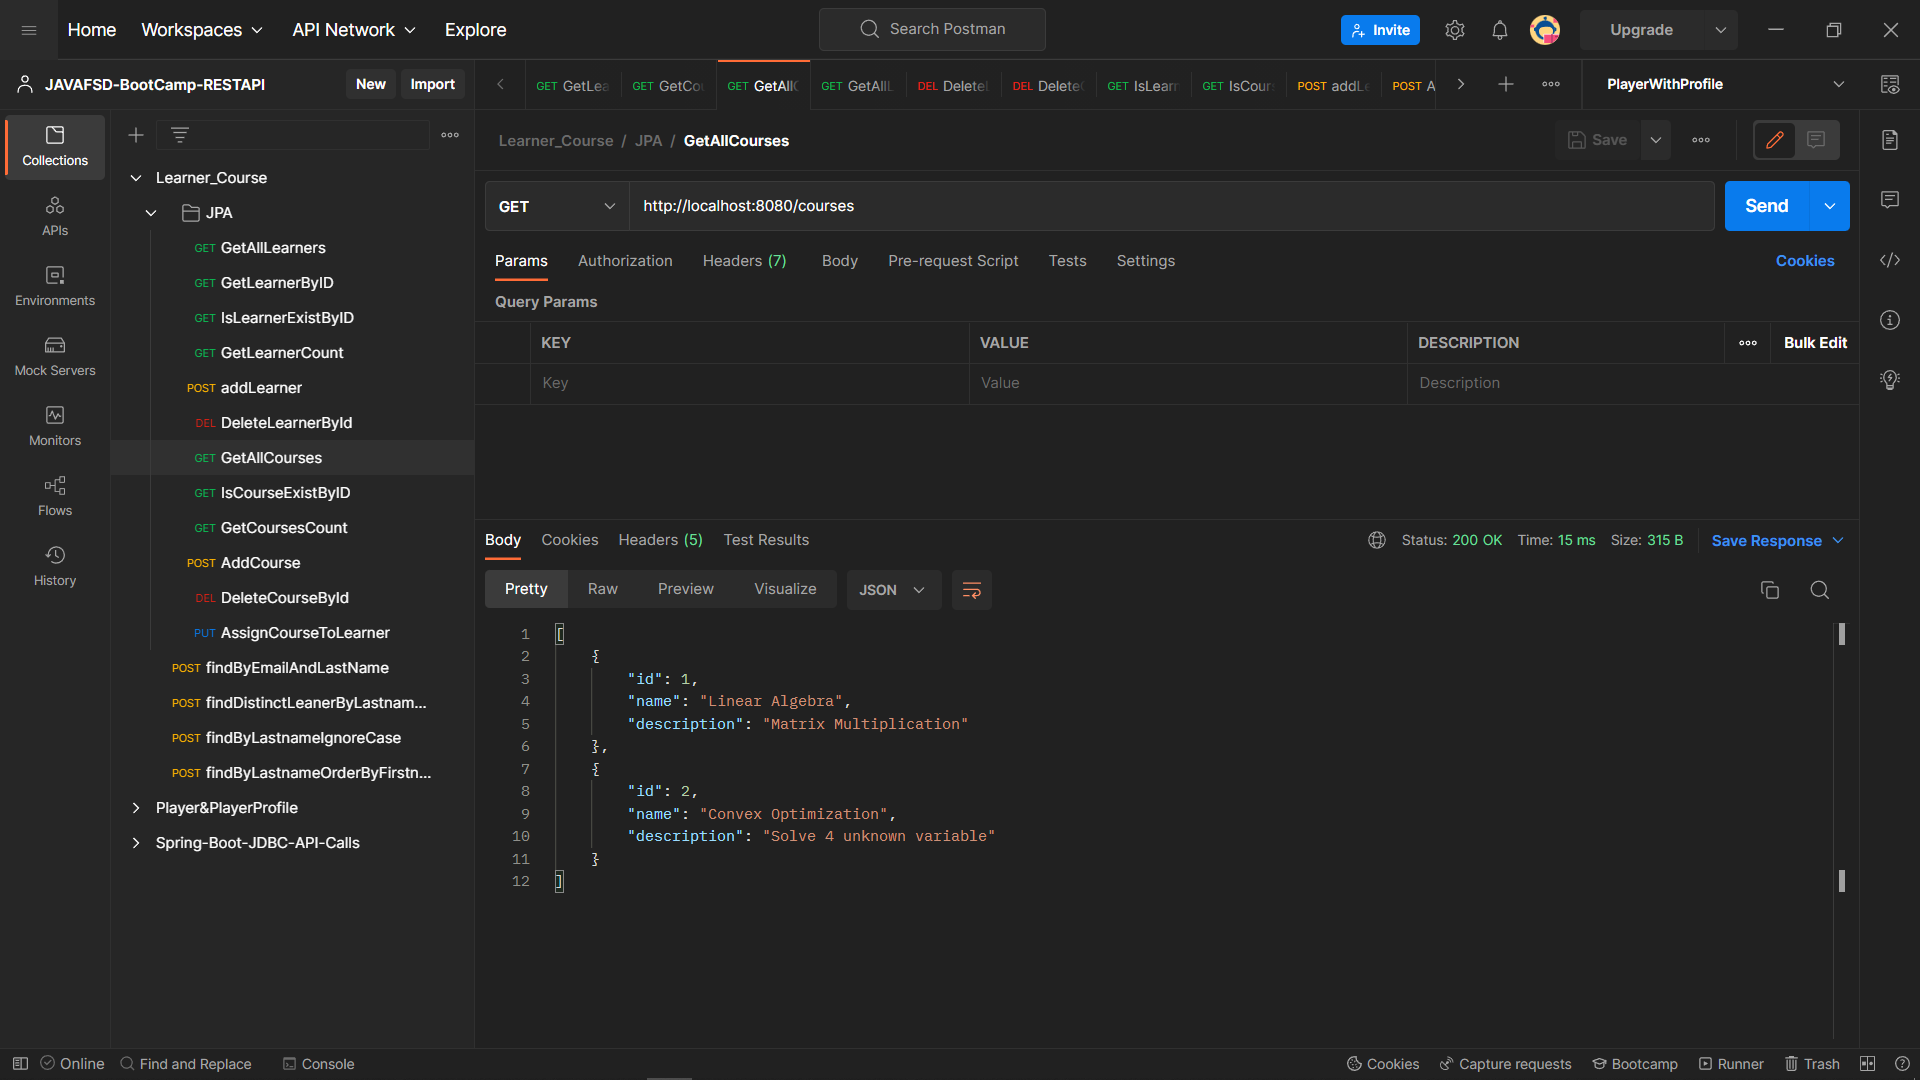 Home Workspaces API Network Explore Search Postman Invite Upgrade
JAVAFSD-BootCamp-RESTAPI New Import
GET GetLea GET GetCou GET GetAllC GET GetAllL DEL DeleteL DEL DeleteC GET IsLearn GET IsCours POST addLe POST A PlayerWithProfile
Collections
APIs
Environments
Mock Servers
Monitors
Flows
History
Learner_Course
JPA
GET GetAllLearners
GET GetLearnerByID
GET IsLearnerExistByID
GET GetLearnerCount
POST addLearner
DEL DeleteLearnerById
GET GetAllCourses
GET IsCourseExistByID
GET GetCoursesCount
POST AddCourse
DEL DeleteCourseById
PUT AssignCourseToLearner
POST findByEmailAndLastName
POST findDistinctLeanerByLastnam...
POST findByLastnameIgnoreCase
POST findByLastnameOrderByFirstn...
Player&PlayerProfile
Spring-Boot-JDBC-API-Calls
Learner_Course / JPA / GetAllCourses Save
GET http://localhost:8080/courses Send
Params Authorization Headers (7) Body Pre-request Script Tests Settings Cookies
Query Params
KEY VALUE DESCRIPTION Bulk Edit
Key Value Description
Body Cookies Headers (5) Test Results Status: 200 OK Time: 15 ms Size: 315 B Save Response
Pretty Raw Preview Visualize JSON
1 [
2 {
3 "id": 1,
4 "name": "Linear Algebra",
5 "description": "Matrix Multiplication"
6 },
7 {
8 "id": 2,
9 "name": "Convex Optimization",
10 "description": "Solve 4 unknown variable"
11 }
12 ]
Online Find and Replace Console Cookies Capture requests Bootcamp Runner Trash